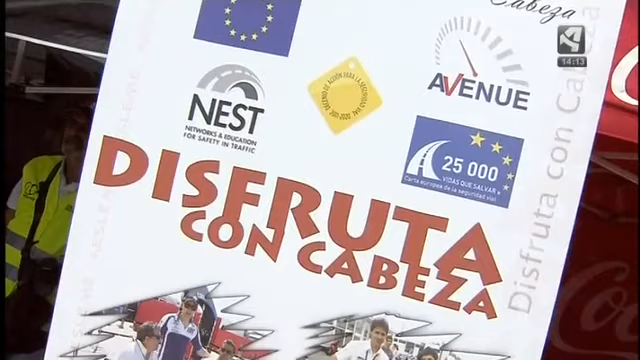 Cabeza
14:13
AVENUE
NEST
NETWORKS & EDUCATION
FOR SAFETY IN TRAFFIC
25 000
VIDAS QUE SALVAR
Carta europea de la seguridad vial
DISFRUTA
CON CABEZA
Disfruta con Cabeza